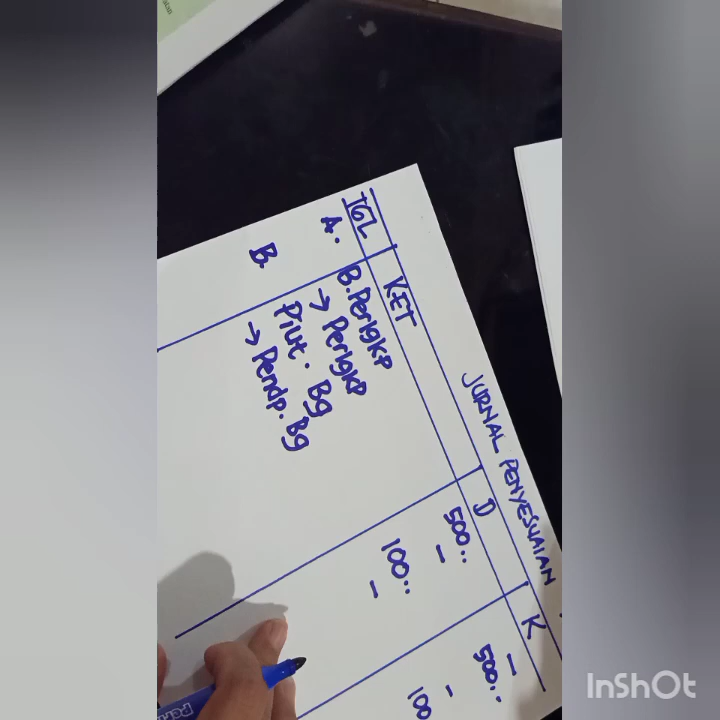 JURNAL PENYESUAIAN
TGL KET D K
A. B. Perlgkp 500.. -
→ Perlgkp - 500..
B. Piut. Bg 100.. -
→ Pendp. Bg - 100
InShOt